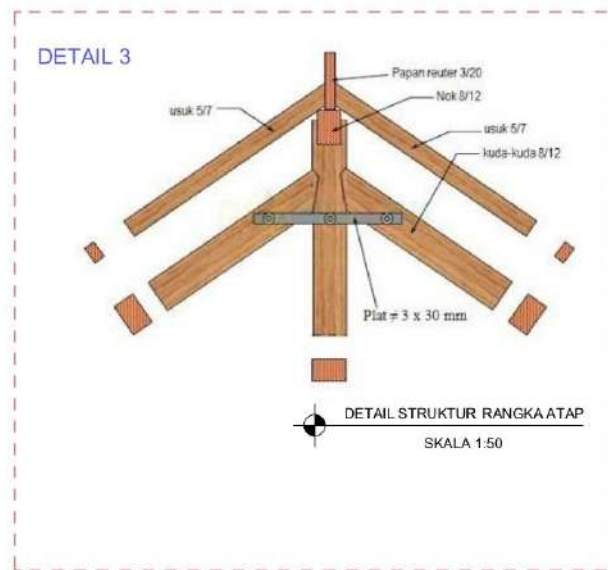 DETAIL 3
Papan reuter 3/20
Nok 8/12
usuk 5/7
usuk 5/7
kuda-kuda 8/12
Plat ≠ 3 x 30 mm
DETAIL STRUKTUR RANGKA ATAP
SKALA 1:50